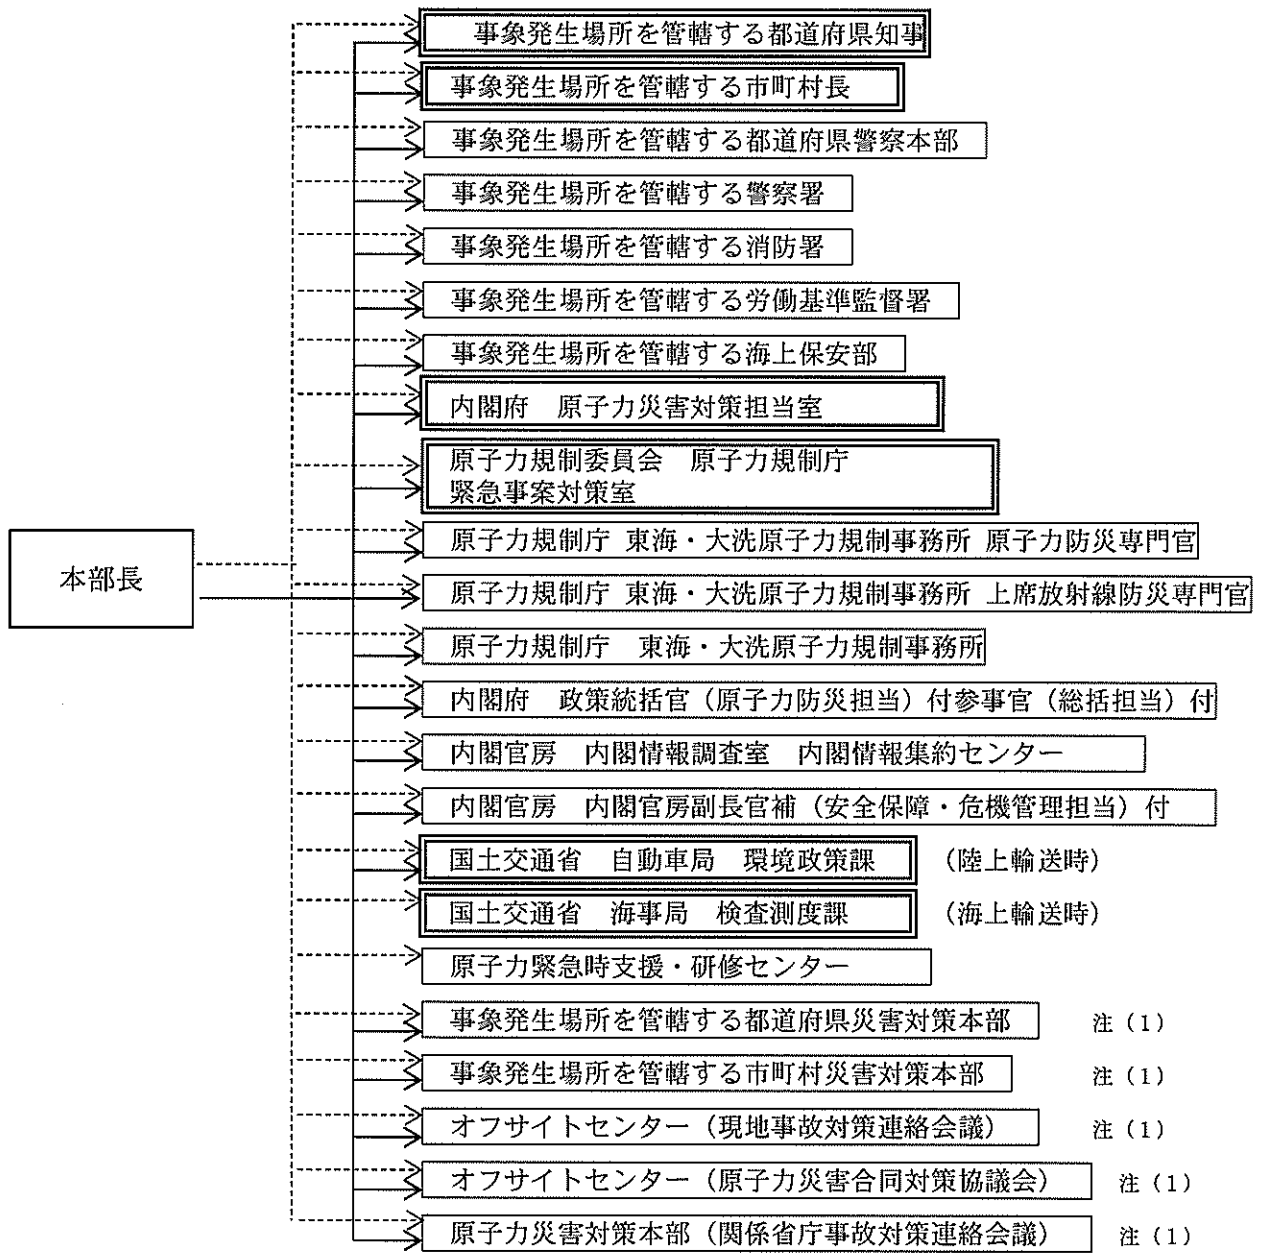 事象発生場所を管轄する都道府県知事
事象発生場所を管轄する市町村長
事象発生場所を管轄する都道府県警察本部
事象発生場所を管轄する警察署
事象発生場所を管轄する消防署
事象発生場所を管轄する労働基準監督署
事象発生場所を管轄する海上保安部
内閣府　原子力災害対策担当室
原子力規制委員会　原子力規制庁
緊急事案対策室
本部長
原子力規制庁 東海・大洗原子力規制事務所 原子力防災専門官
原子力規制庁 東海・大洗原子力規制事務所 上席放射線防災専門官
原子力規制庁　東海・大洗原子力規制事務所
内閣府　政策統括官（原子力防災担当）付参事官（総括担当）付
内閣官房　内閣情報調査室　内閣情報集約センター
内閣官房　内閣官房副長官補（安全保障・危機管理担当）付
国土交通省　自動車局　環境政策課　（陸上輸送時）
国土交通省　海事局　検査測度課　（海上輸送時）
原子力緊急時支援・研修センター
事象発生場所を管轄する都道府県災害対策本部　注（1）
事象発生場所を管轄する市町村災害対策本部　注（1）
オフサイトセンター（現地事故対策連絡会議）　注（1）
オフサイトセンター（原子力災害合同対策協議会）　注（1）
原子力災害対策本部（関係省庁事故対策連絡会議）　注（1）